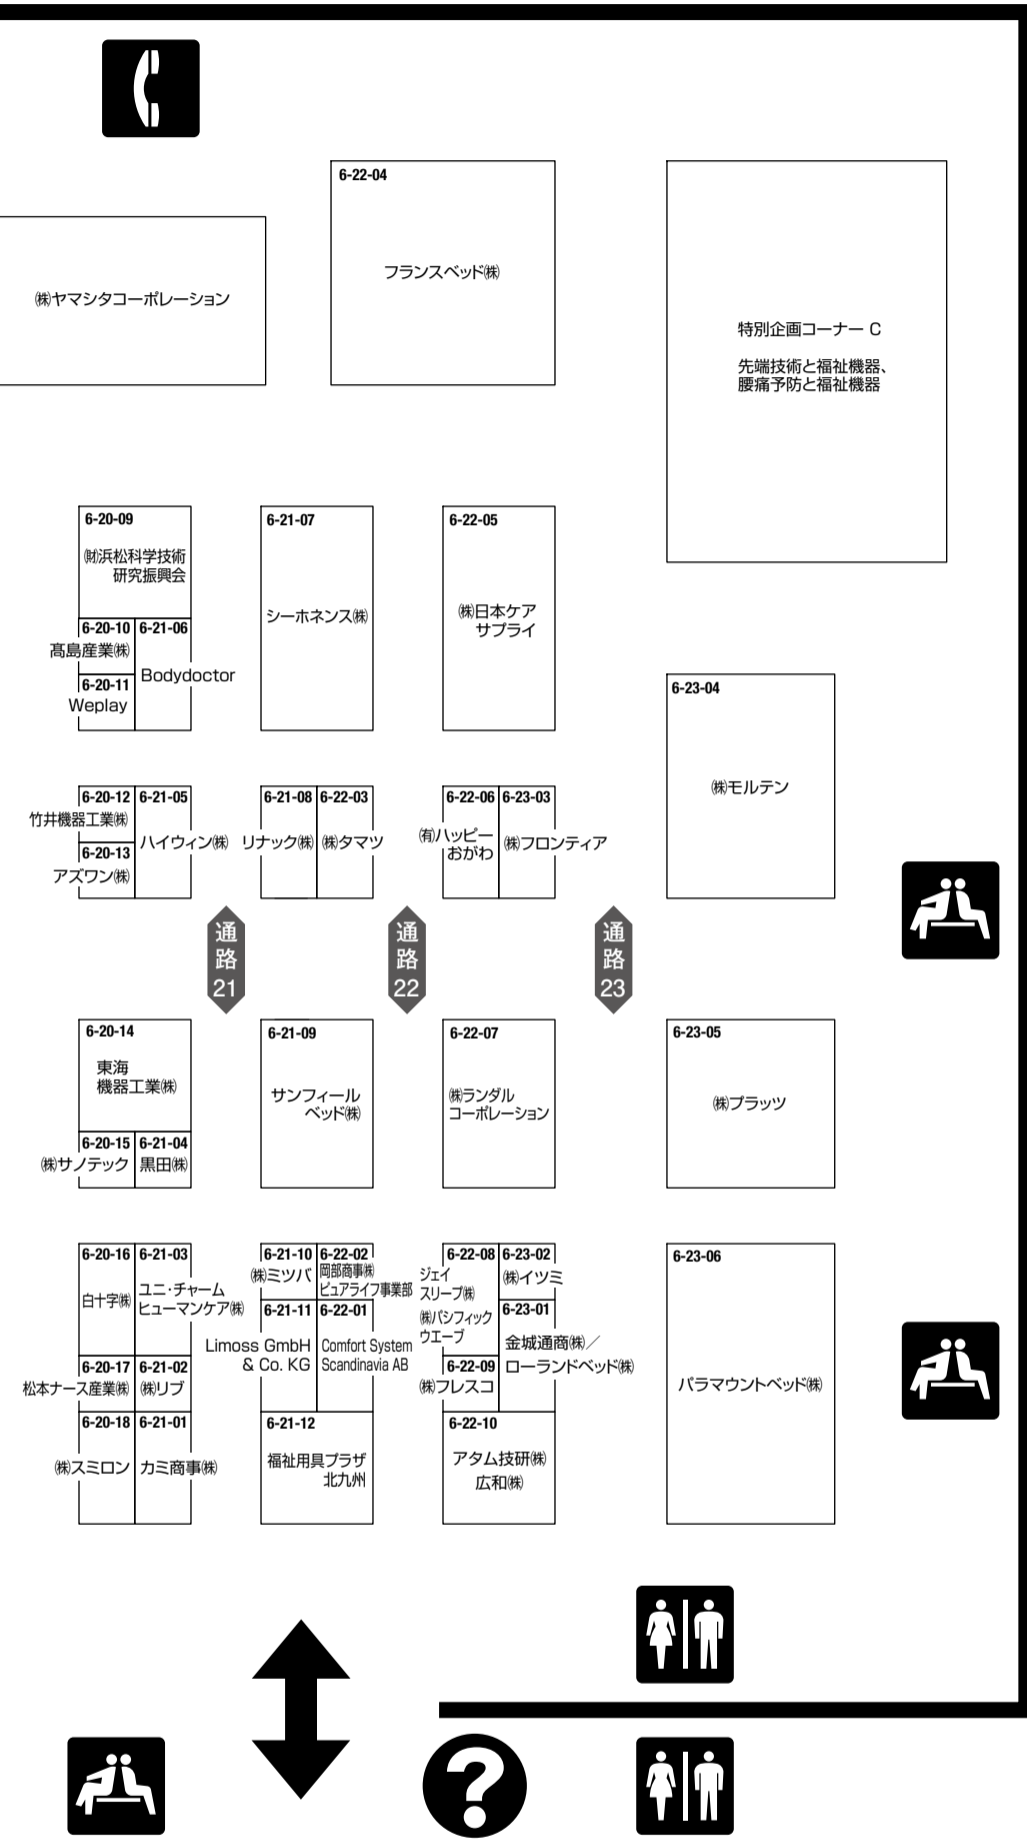 6-22-04
フランスベッド㈱
㈱ヤマシタコーポレーション
特別企画コーナー C
先端技術と福祉機器、
腰痛予防と福祉機器
6-20-09
㈶浜松科学技術
研究振興会
6-21-07
シーホネンス㈱
6-22-05
㈱日本ケア
サプライ
6-20-10
髙島産業㈱
6-21-06
Bodydoctor
6-20-11
Weplay
6-23-04
㈱モルテン
6-20-12
竹井機器工業㈱
6-21-05
ハイウィン㈱
6-20-13
アズワン㈱
6-21-08
リナック㈱
6-22-03
㈱タマツ
6-22-06
㈲ハッピー
おがわ
6-23-03
㈱フロンティア
通路21
通路22
通路23
6-20-14
東海
機器工業㈱
6-21-09
サンフィール
ベッド㈱
6-22-07
㈱ランダル
コーポレーション
6-23-05
㈱プラッツ
6-20-15
㈱サノテック
6-21-04
黒田㈱
6-20-16
白十字㈱
6-21-03
ユニ・チャーム
ヒューマンケア㈱
6-21-10
㈱ミツバ
6-22-02
岡部商事㈱
ピュアライフ事業部
6-22-08
ジェイ
スリープ㈱
㈱パシフィック
ウエーブ
6-23-02
㈱イツミ
6-23-06
パラマウントベッド㈱
6-21-11
Limoss GmbH
& Co. KG
6-22-01
Comfort System
Scandinavia AB
6-23-01
金城通商㈱／
ローランドベッド㈱
6-20-17
松本ナース産業㈱
6-21-02
㈱リブ
6-22-09
㈱フレスコ
6-20-18
㈱スミロン
6-21-01
カミ商事㈱
6-21-12
福祉用具プラザ
北九州
6-22-10
アタム技研㈱
広和㈱
?